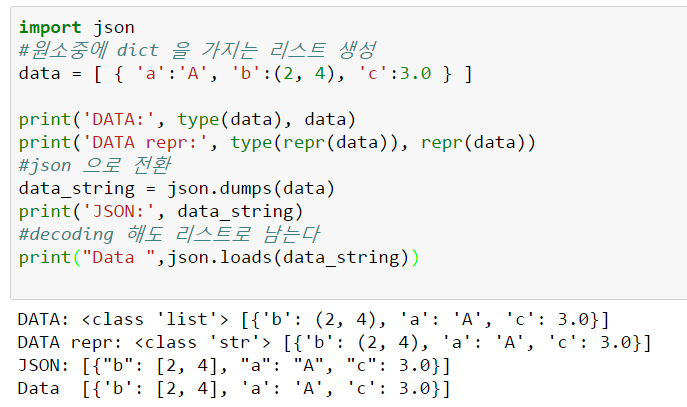 import json
#원소중에 dict 을 가지는 리스트 생성
data = [ { 'a':'A', 'b':(2, 4), 'c':3.0 } ]
print('DATA:', type(data), data)
print('DATA repr:', type(repr(data)), repr(data))
#json 으로 전환
data_string = json.dumps(data)
print('JSON:', data_string)
#decoding 해도 리스트로 남는다
print("Data ",json.loads(data_string))
DATA: <class 'list'> [{'b': (2, 4), 'a': 'A', 'c': 3.0}]
DATA repr: <class 'str'> [{'b': (2, 4), 'a': 'A', 'c': 3.0}]
JSON: [{"b": [2, 4], "a": "A", "c": 3.0}]
Data  [{'b': [2, 4], 'a': 'A', 'c': 3.0}]